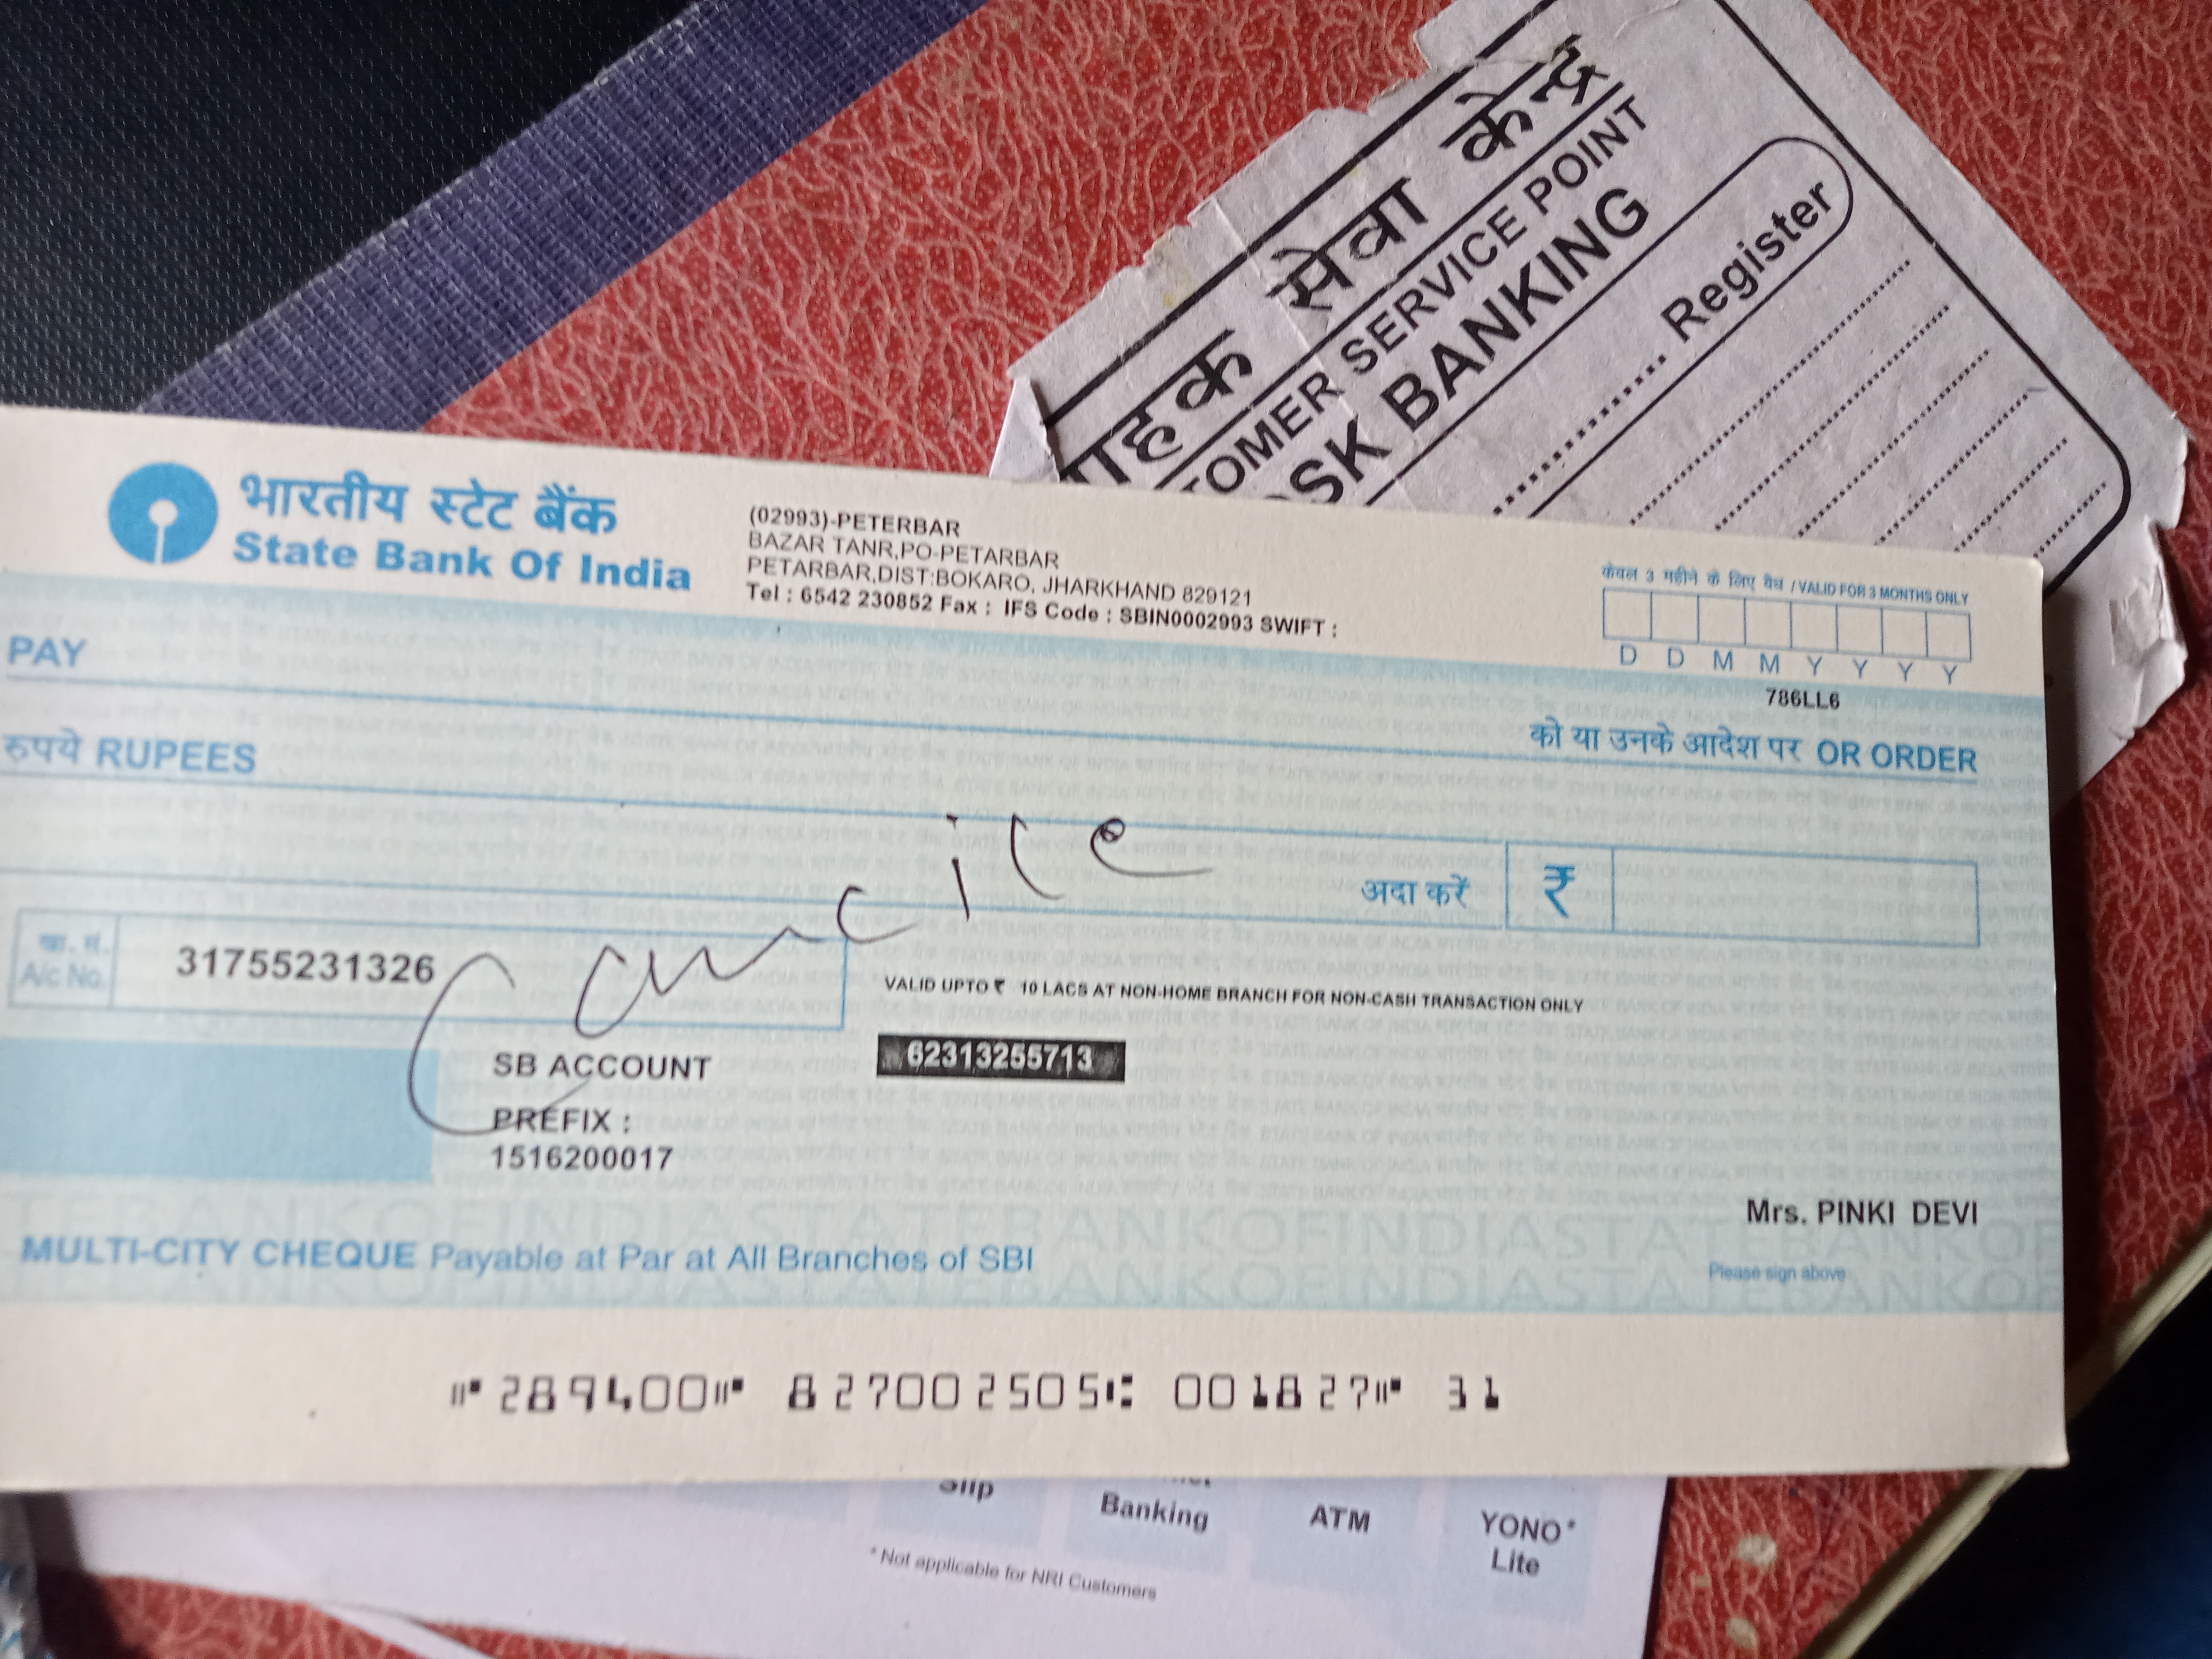 ग्राहक सेवा केन्द्र
CUSTOMER SERVICE POINT
KIOSK BANKING
Register
भारतीय स्टेट बैंक
State Bank Of India
(02993)-PETERBAR
BAZAR TANR,PO-PETARBAR
PETARBAR,DIST:BOKARO, JHARKHAND 829121
Tel : 6542 230852 Fax : IFS Code : SBIN0002993 SWIFT :
केवल 3 महीने के लिए वैध / VALID FOR 3 MONTHS ONLY
D D M M Y Y Y Y
786LL6
PAY
को या उनके आदेश पर OR ORDER
रुपये RUPEES
अदा करें ₹
खा. सं.
A/c No.
31755231326
VALID UPTO ₹ 10 LACS AT NON-HOME BRANCH FOR NON-CASH TRANSACTION ONLY
SB ACCOUNT
62313255713
PREFIX :
1516200017
Mrs. PINKI DEVI
MULTI-CITY CHEQUE Payable at Par at All Branches of SBI
Please sign above
289400 827002505 001827 31
Slip
Banking
ATM
YONO*
Lite
* Not applicable for NRI Customers